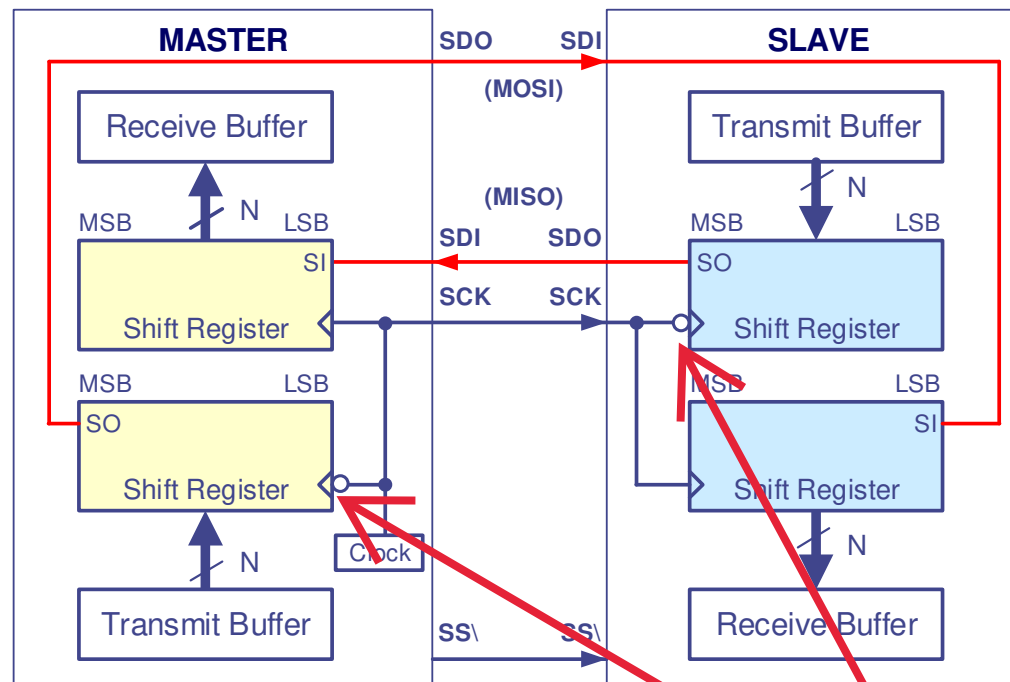 MASTER SDO SDI SLAVE
(MOSI)
Receive Buffer Transmit Buffer
N (MISO) N
MSB LSB SDI SDO MSB LSB
SI SO
SCK SCK
Shift Register Shift Register
MSB LSB MSB LSB
SO SI
Shift Register Shift Register
Clock
N N
Transmit Buffer SS\ SS\ Receive Buffer